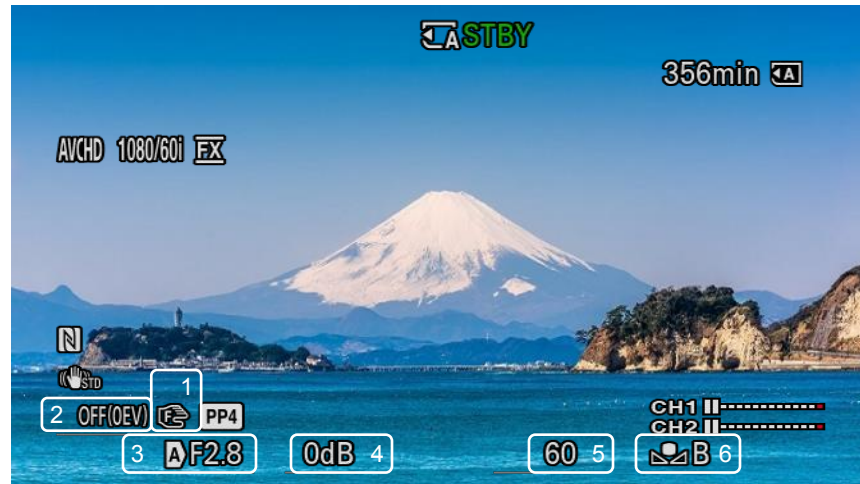 A STBY
356min A
AVCHD 1080/60i FX
N
STD
1
2 OFF(0EV) F PP4
CH1
CH2
3 A F2.8 0dB 4 60 5 B 6